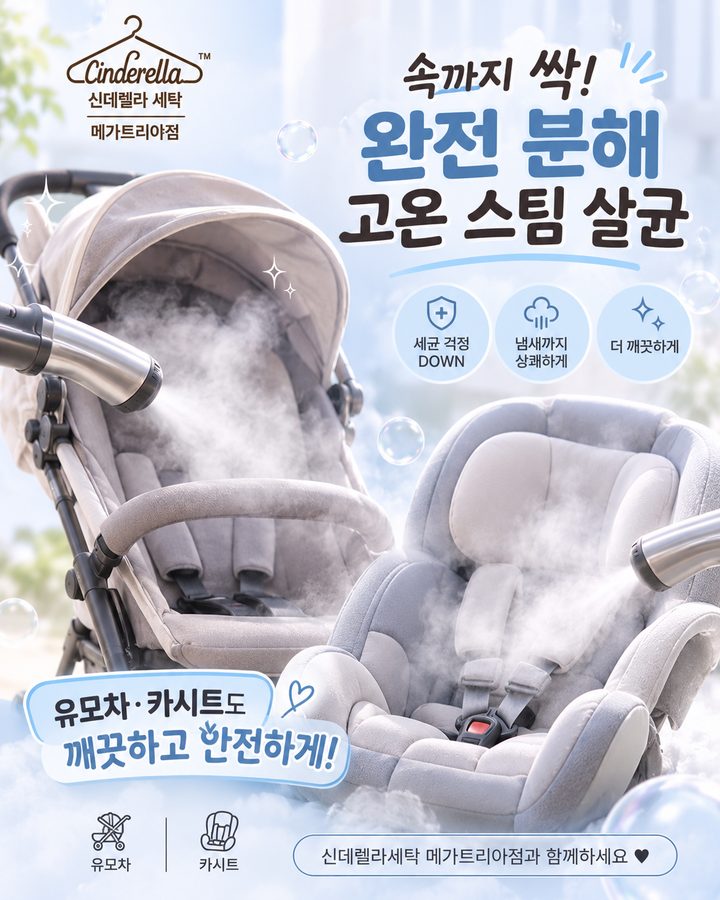 Cinderella™
신데렐라 세탁
메가트리아점
속까지 싹!
완전 분해
고온 스팀 살균
세균 걱정
DOWN
냄새까지
상쾌하게
더 깨끗하게
유모차·카시트도
깨끗하고 안전하게!
유모차
카시트
신데렐라세탁 메가트리아점과 함께하세요 ♥